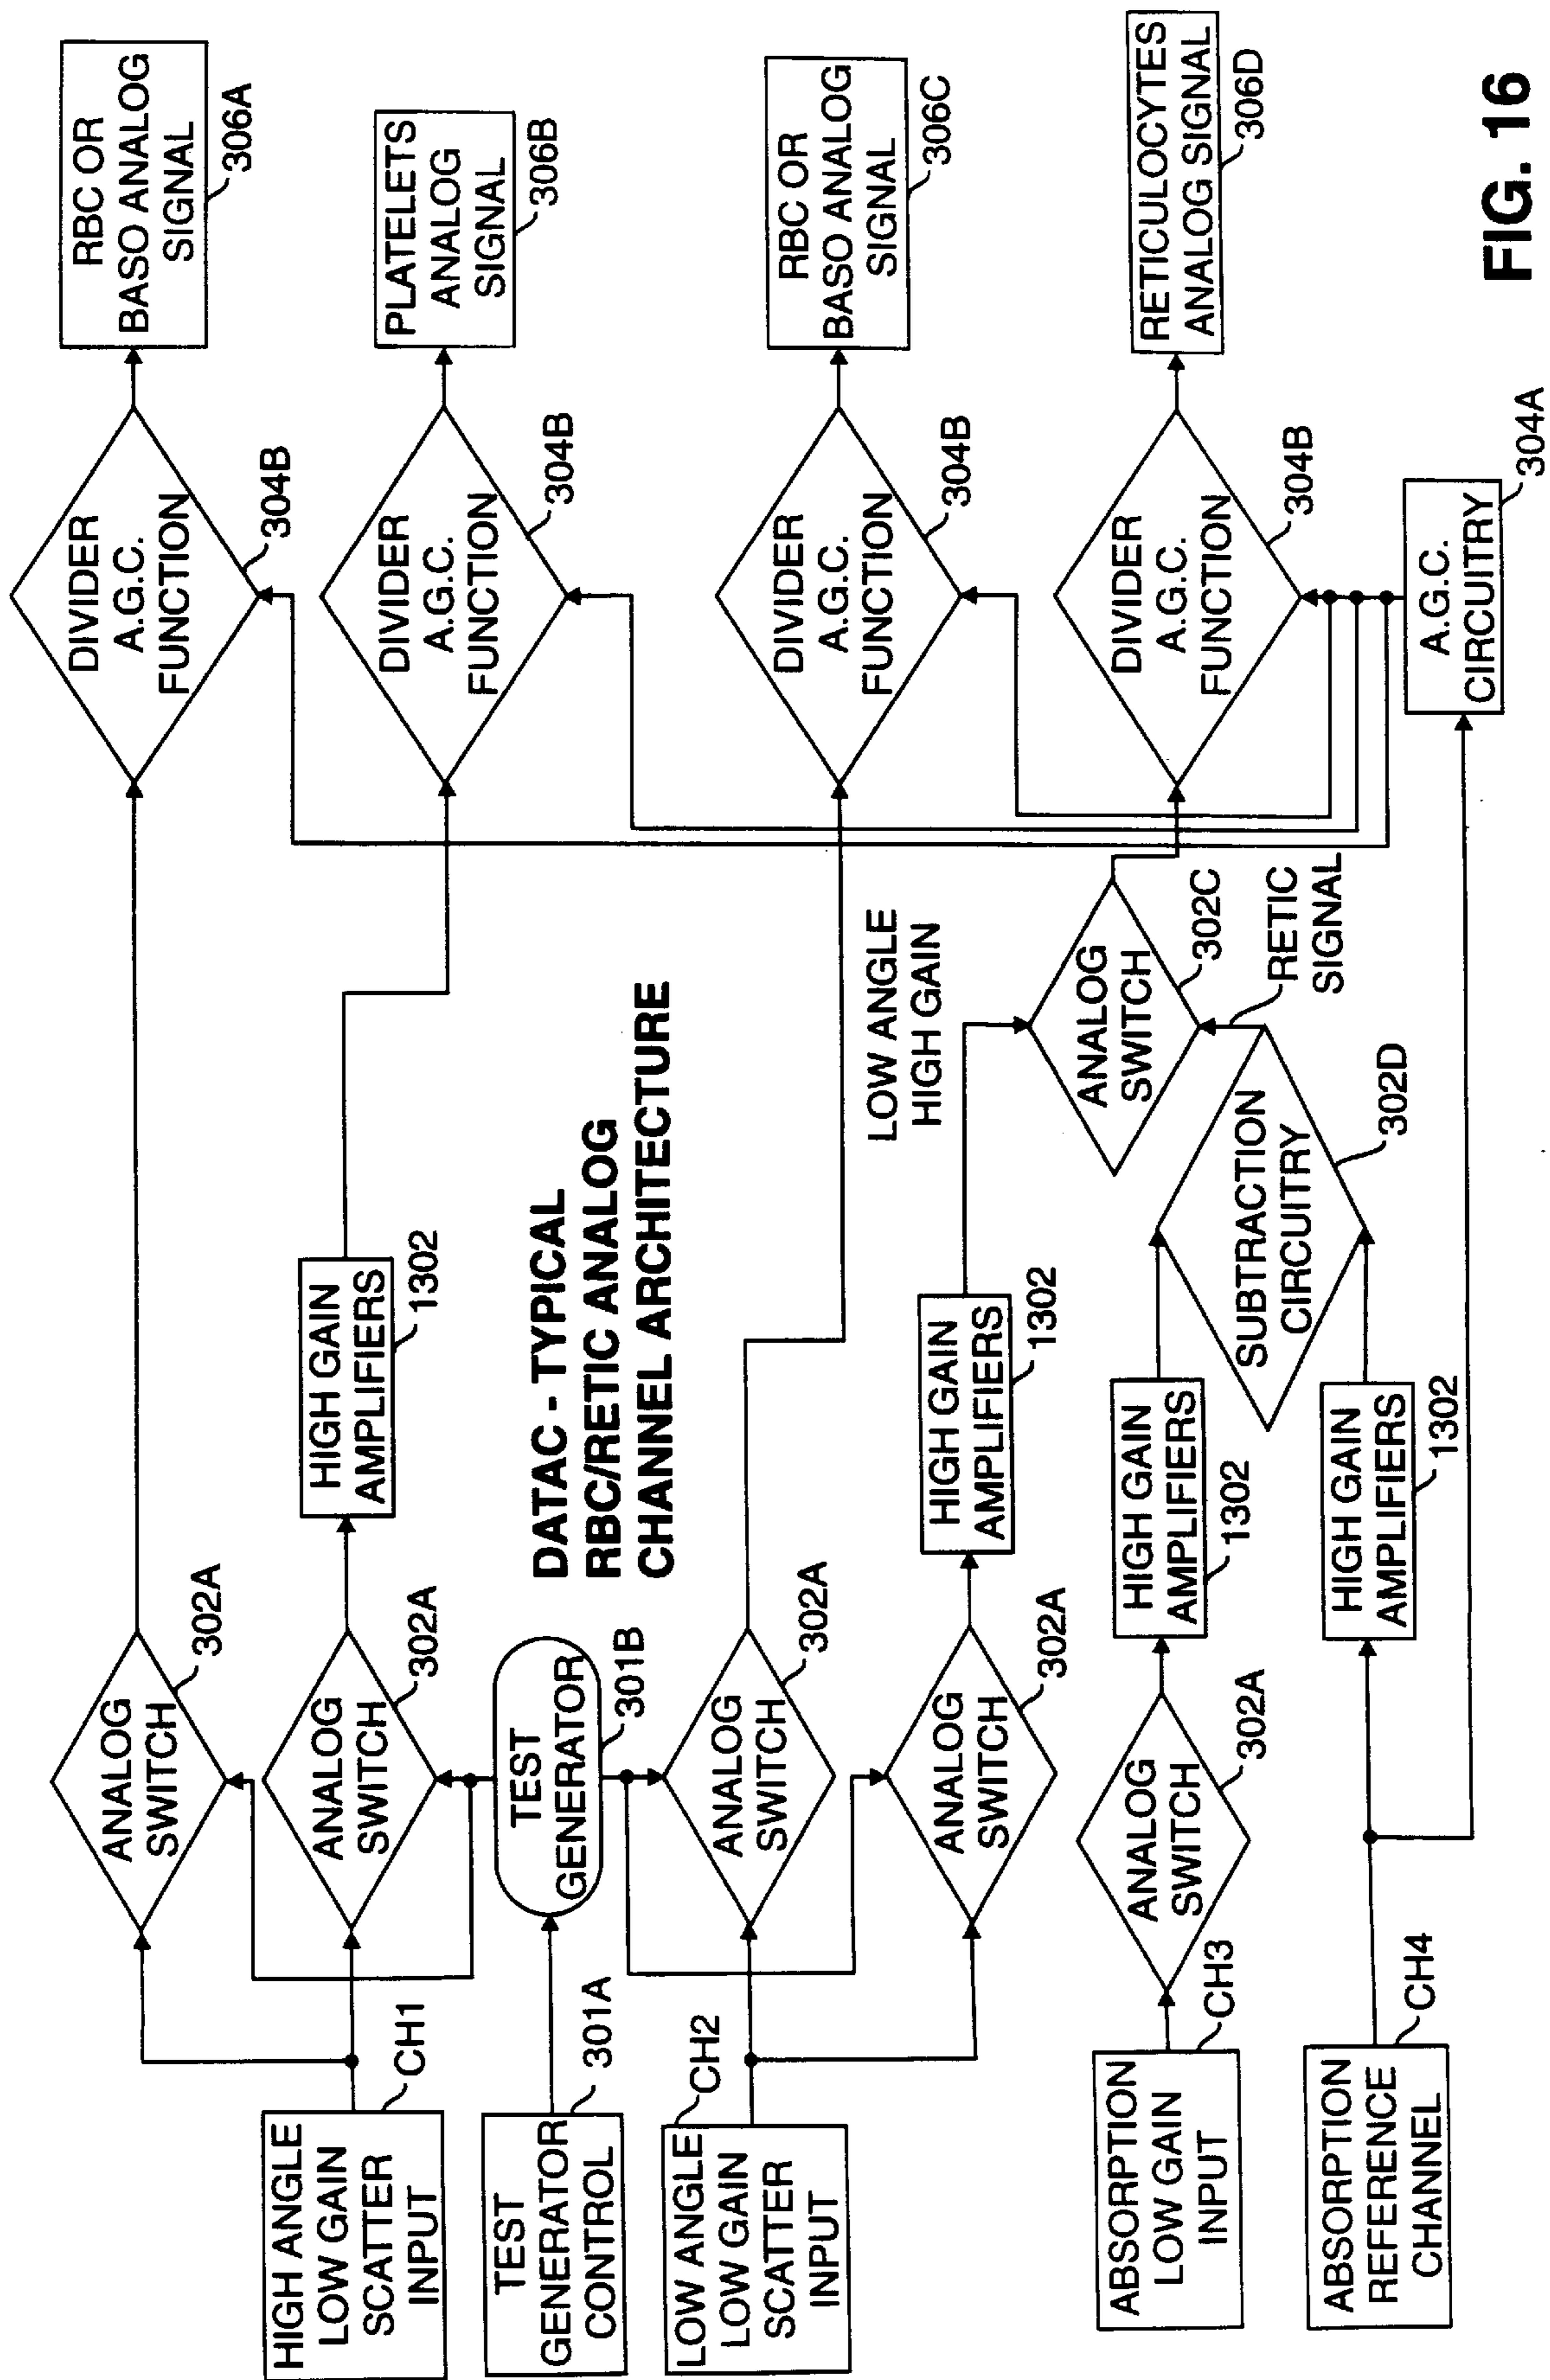 HIGH ANGLE
LOW GAIN
SCATTER
INPUT
CH1
TEST
GENERATOR
CONTROL
301A
LOW ANGLE
LOW GAIN
SCATTER
INPUT
CH2
ABSORPTION
LOW GAIN
INPUT
CH3
ABSORPTION
REFERENCE
CHANNEL
CH4
ANALOG
SWITCH
302A
ANALOG
SWITCH
302A
TEST
GENERATOR
301B
ANALOG
SWITCH
302A
ANALOG
SWITCH
302A
ANALOG
SWITCH
302A
HIGH GAIN
AMPLIFIERS
1302
DATAC - TYPICAL
RBC/RETIC ANALOG
CHANNEL ARCHITECTURE
HIGH GAIN
AMPLIFIERS
1302
HIGH GAIN
AMPLIFIERS
1302
HIGH GAIN
AMPLIFIERS
1302
LOW ANGLE
HIGH GAIN
ANALOG
SWITCH
302C
RETIC
SIGNAL
SUBTRACTION
CIRCUITRY
302D
DIVIDER
A.G.C.
FUNCTION
304B
DIVIDER
A.G.C.
FUNCTION
304B
DIVIDER
A.G.C.
FUNCTION
304B
DIVIDER
A.G.C.
FUNCTION
304B
A.G.C.
CIRCUITRY
304A
RBC OR
BASO ANALOG
SIGNAL
306A
PLATELETS
ANALOG
SIGNAL
306B
RBC OR
BASO ANALOG
SIGNAL
306C
RETICULOCYTES
ANALOG SIGNAL
306D
FIG. 16